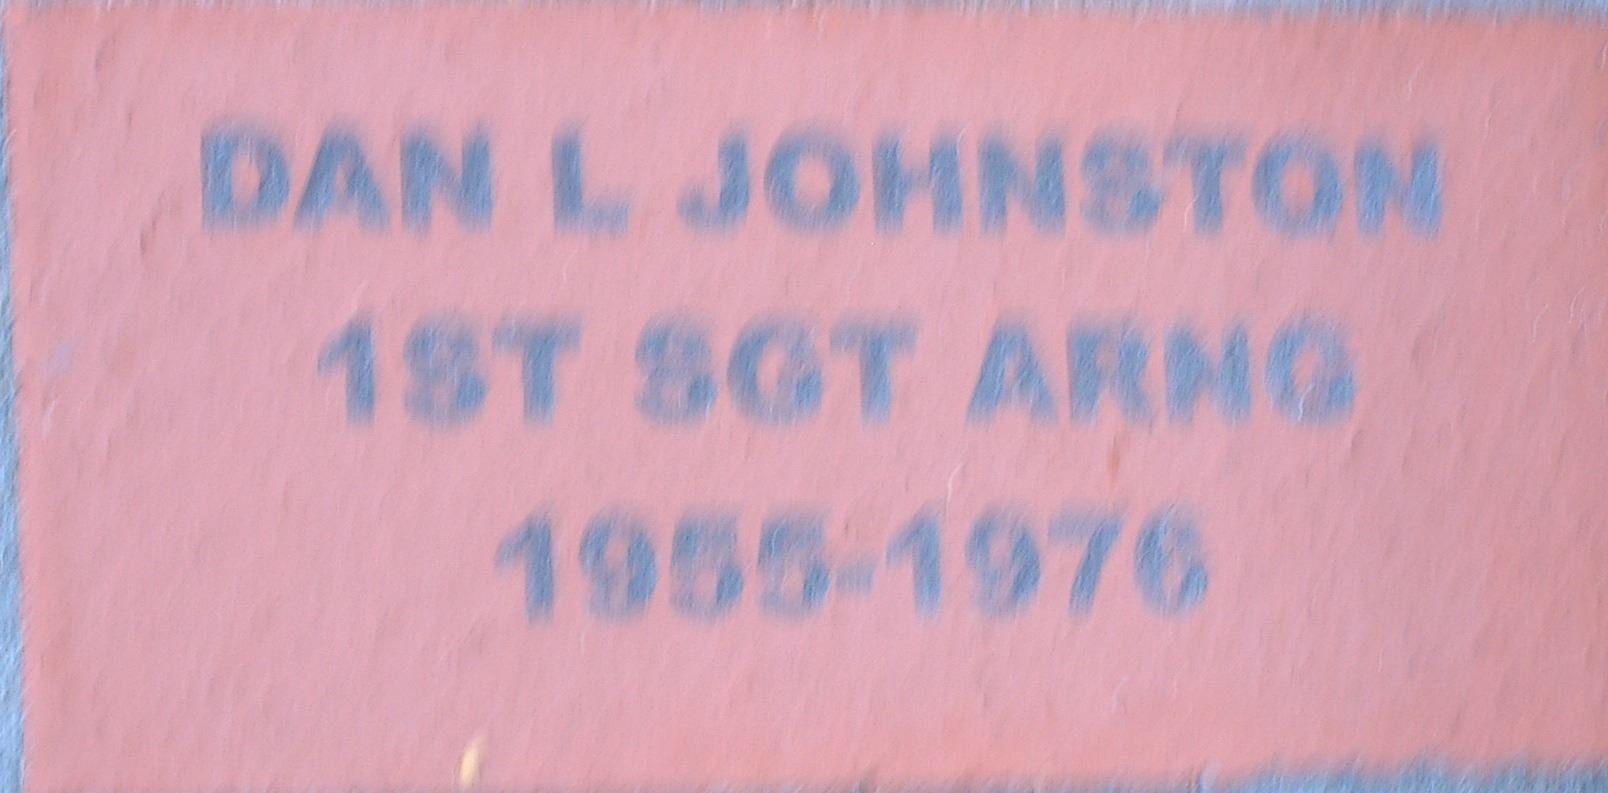 DAN L JOHNSTON
1ST SGT ARNG
1955-1976